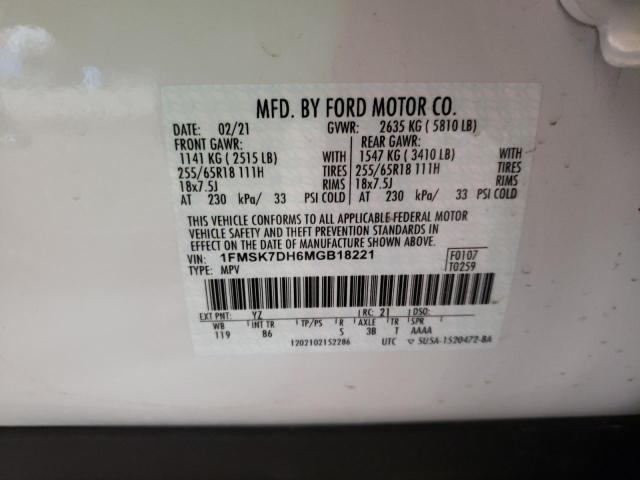 MFD. BY FORD MOTOR CO.
DATE: 02/21 GVWR: 2635 KG ( 5810 LB)
FRONT GAWR: REAR GAWR:
1141 KG ( 2515 LB) WITH 1547 KG ( 3410 LB) WITH
255/65R18 111H TIRES 255/65R18 111H TIRES
18x7.5J RIMS 18x7.5J RIMS
AT 230 kPa/ 33 PSI COLD AT 230 kPa/ 33 PSI COLD
THIS VEHICLE CONFORMS TO ALL APPLICABLE FEDERAL MOTOR
VEHICLE SAFETY AND THEFT PREVENTION STANDARDS IN
EFFECT ON THE DATE OF MANUFACTURE SHOWN ABOVE.
VIN: 1FMSK7DH6MGB18221 F0107
TYPE: MPV T0259
EXT PNT: YZ RC: 21 DSO:
WB INT TR TP/PS R AXLE TR SPR
119 86 S 3B T AAAA
1202102152286 UTC ▽ SU5A-1520472-BA